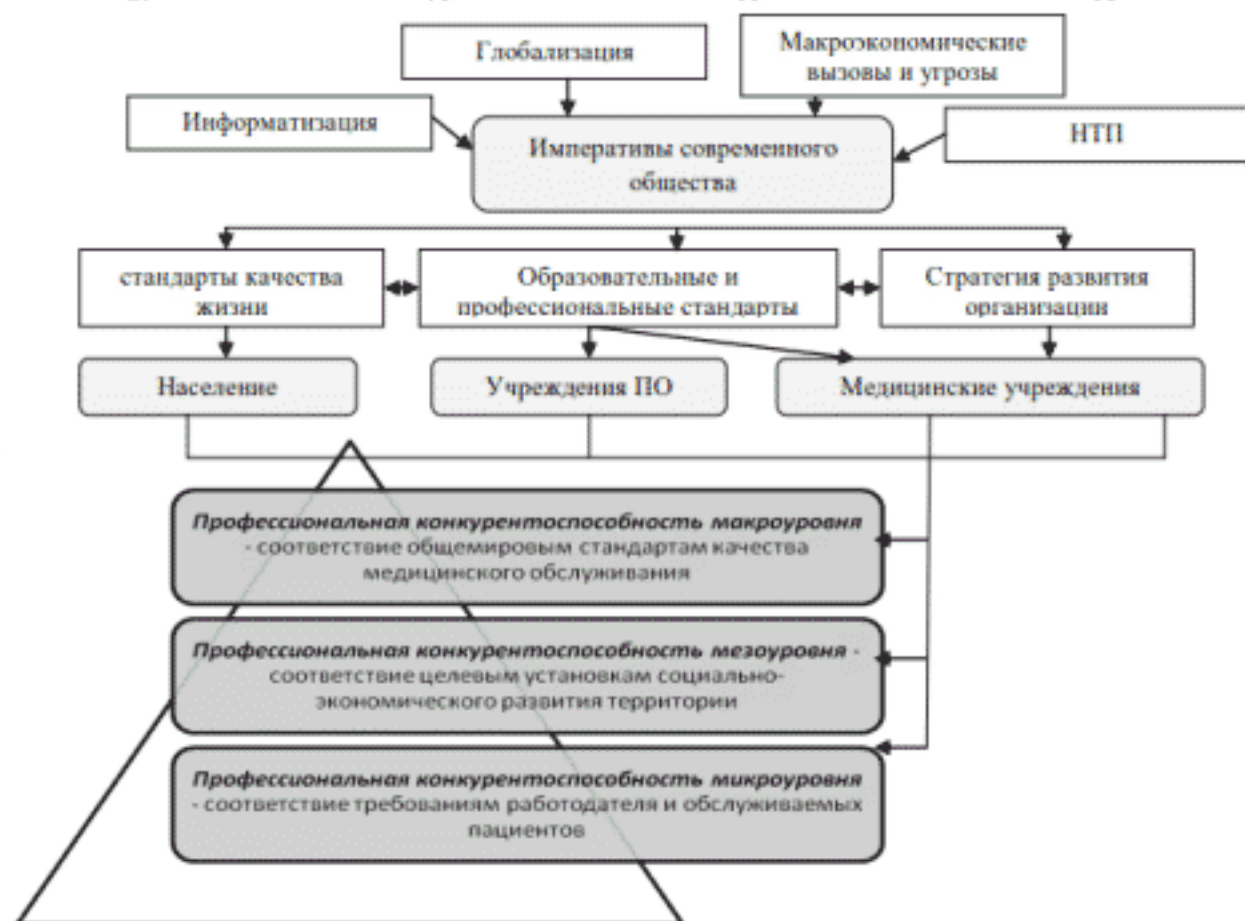 Глобализация
Макроэкономические
вызовы и угрозы
Информатизация
НТП
Императивы современного
общества
стандарты качества
жизни
Образовательные и
профессиональные стандарты
Стратегия развития
организации
Население
Учреждения ПО
Медицинские учреждения
Профессиональная конкурентоспособность макроуровня
- соответствие общемировым стандартам качества
медицинского обслуживания
Профессиональная конкурентоспособность мезоуровня -
соответствие целевым установкам социально-
экономического развития территории
Профессиональная конкурентоспособность микроуровня
- соответствие требованиям работодателя и обслуживаемых
пациентов